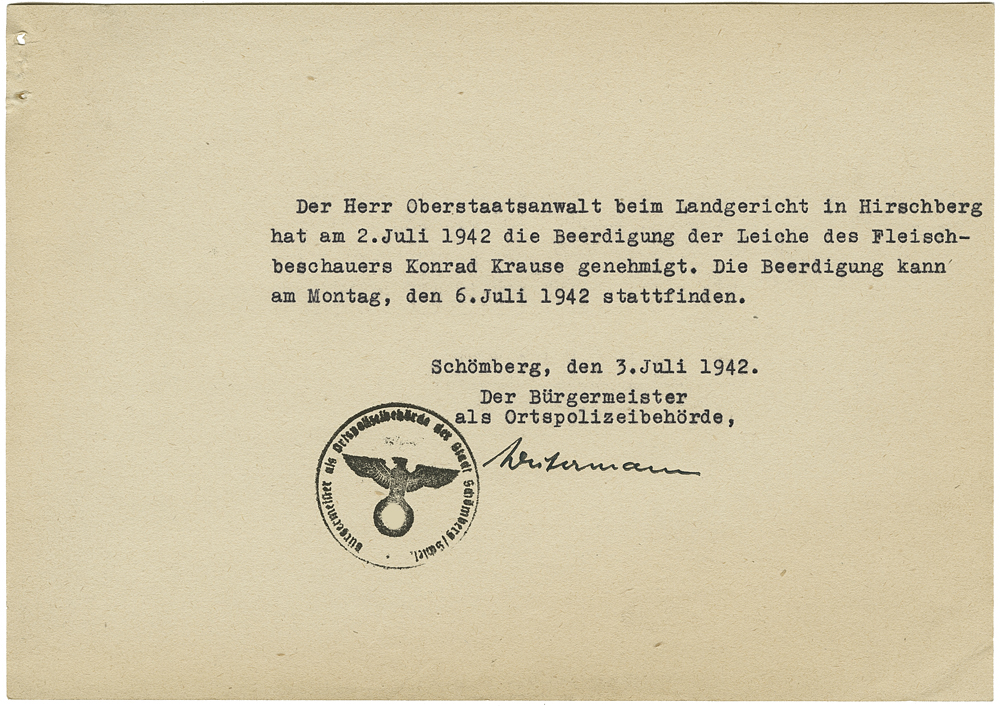 Der Herr Oberstaatsanwalt beim Landgericht in Hirschberg
hat am 2.Juli 1942 die Beerdigung der Leiche des Fleisch-
beschauers Konrad Krause genehmigt. Die Beerdigung kann
am Montag, den 6.Juli 1942 stattfinden.
Schömberg, den 3.Juli 1942.
Der Bürgermeister
als Ortspolizeibehörde,
Bürgermeister als Ortspolizeibehörde der Stadt Schömberg/Schles.